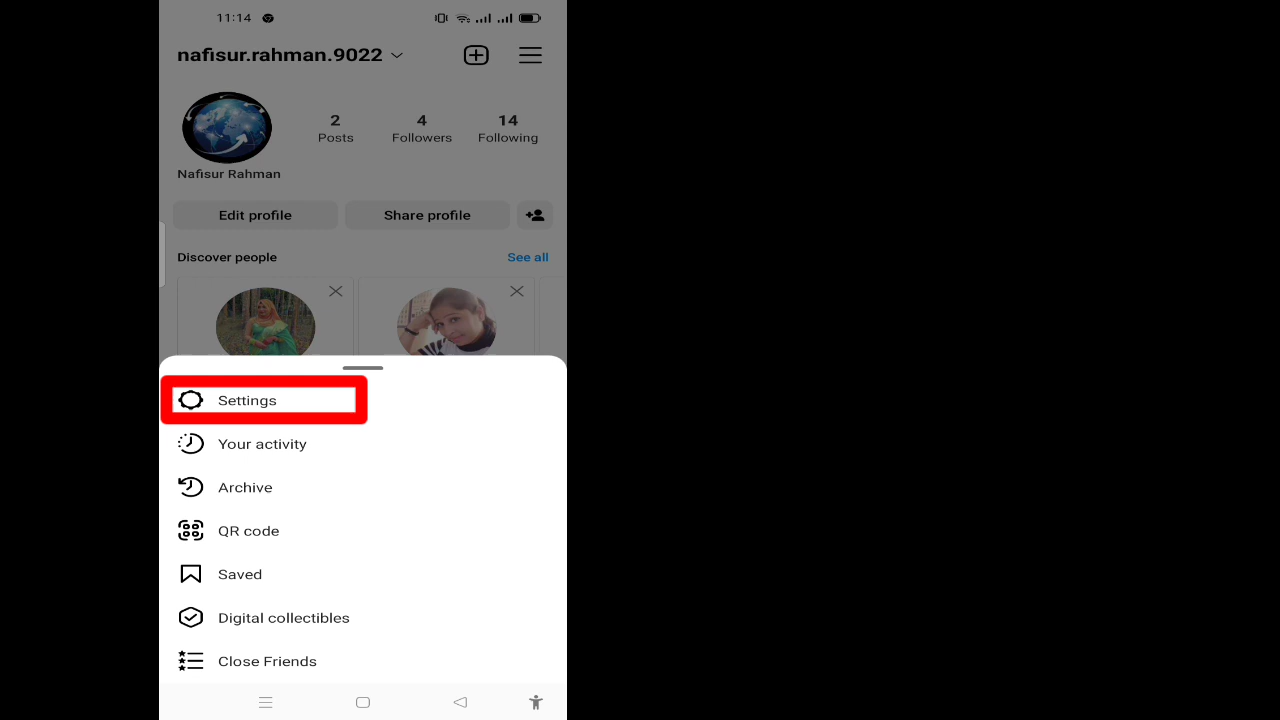 11:14
nafisur.rahman.9022
2 4 14
Posts Followers Following
Nafisur Rahman
Edit profile Share profile
Discover people See all
Settings
Your activity
Archive
QR code
Saved
Digital collectibles
Close Friends